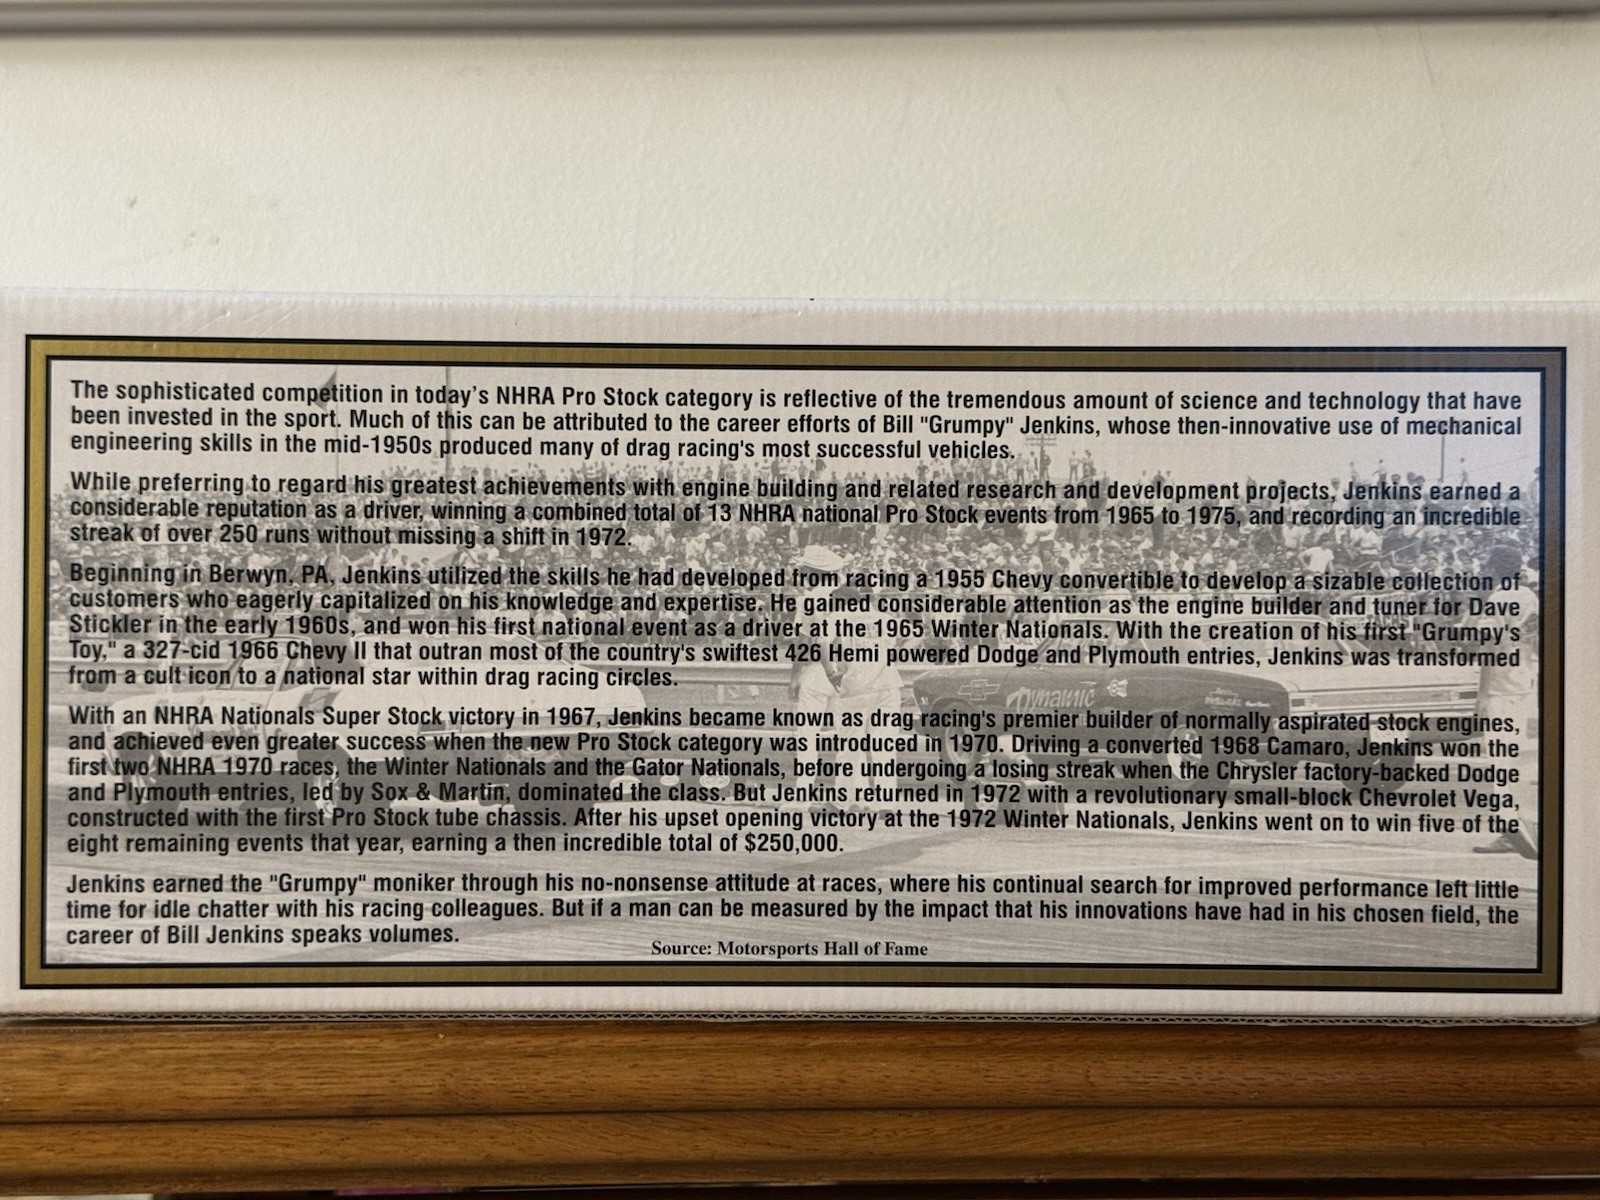 The sophisticated competition in today's NHRA Pro Stock category is reflective of the tremendous amount of science and technology that have
been invested in the sport. Much of this can be attributed to the career efforts of Bill "Grumpy" Jenkins, whose then-innovative use of mechanical
engineering skills in the mid-1950s produced many of drag racing's most successful vehicles.
While preferring to regard his greatest achievements with engine building and related research and development projects, Jenkins earned a
considerable reputation as a driver, winning a combined total of 13 NHRA national Pro Stock events from 1965 to 1975, and recording an incredible
streak of over 250 runs without missing a shift in 1972.
Beginning in Berwyn, PA, Jenkins utilized the skills he had developed from racing a 1955 Chevy convertible to develop a sizable collection of
customers who eagerly capitalized on his knowledge and expertise. He gained considerable attention as the engine builder and tuner for Dave
Stickler in the early 1960s, and won his first national event as a driver at the 1965 Winter Nationals. With the creation of his first "Grumpy's
Toy," a 327-cid 1966 Chevy II that outran most of the country's swiftest 426 Hemi powered Dodge and Plymouth entries, Jenkins was transformed
from a cult icon to a national star within drag racing circles.
Dynamic
With an NHRA Nationals Super Stock victory in 1967, Jenkins became known as drag racing's premier builder of normally aspirated stock engines,
and achieved even greater success when the new Pro Stock category was introduced in 1970. Driving a converted 1968 Camaro, Jenkins won the
first two NHRA 1970 races, the Winter Nationals and the Gator Nationals, before undergoing a losing streak when the Chrysler factory-backed Dodge
and Plymouth entries, led by Sox & Martin, dominated the class. But Jenkins returned in 1972 with a revolutionary small-block Chevrolet Vega,
constructed with the first Pro Stock tube chassis. After his upset opening victory at the 1972 Winter Nationals, Jenkins went on to win five of the
eight remaining events that year, earning a then incredible total of $250,000.
Jenkins earned the "Grumpy" moniker through his no-nonsense attitude at races, where his continual search for improved performance left little
time for idle chatter with his racing colleagues. But if a man can be measured by the impact that his innovations have had in his chosen field, the
career of Bill Jenkins speaks volumes.
Source: Motorsports Hall of Fame